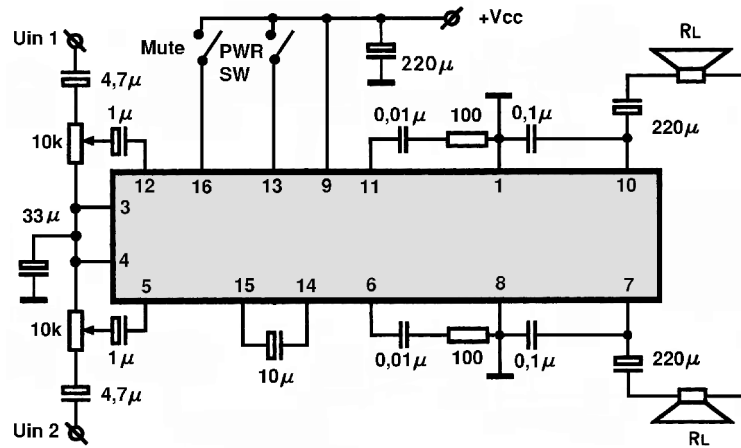 Uin 1
Mute
PWR
SW
+Vcc
RL
4,7µ
220µ
1µ
0,01µ
100
0,1µ
220µ
10k
12
16
13
9
11
1
10
33µ
3
4
5
15
14
6
8
7
10k
1µ
10µ
0,01µ
100
0,1µ
220µ
4,7µ
Uin 2
RL